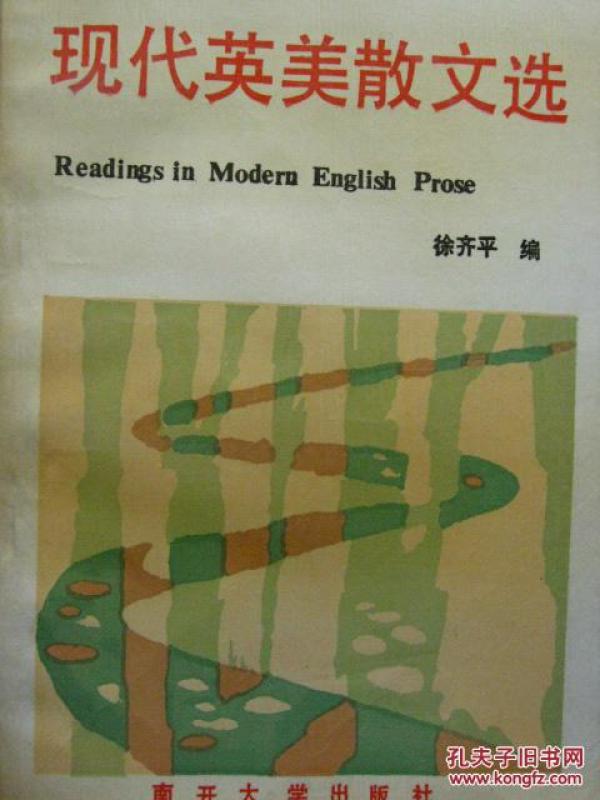 现代英美散文选
Readings in Modern English Prose
徐齐平 编
南开大学出版社
孔夫子旧书网
www.kongfz.com